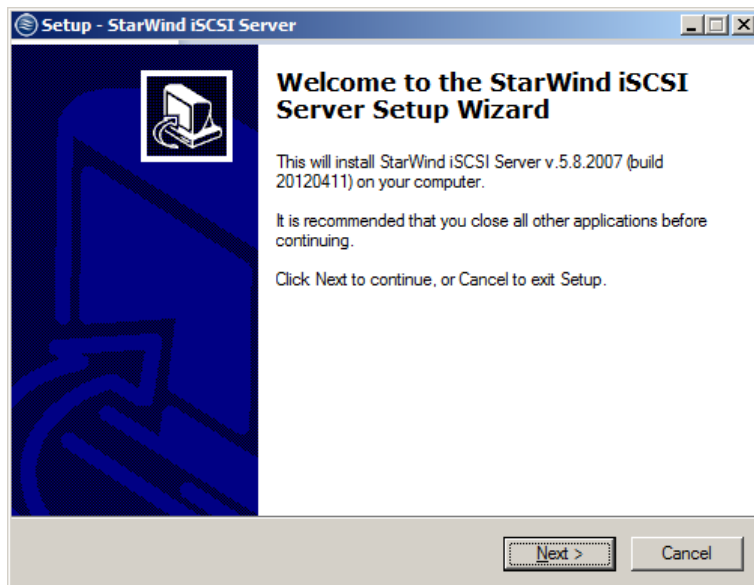 Setup - StarWind iSCSI Server
Welcome to the StarWind iSCSI
Server Setup Wizard
This will install StarWind iSCSI Server v.5.8.2007 (build
20120411) on your computer.
It is recommended that you close all other applications before
continuing.
Click Next to continue, or Cancel to exit Setup.
Next >
Cancel